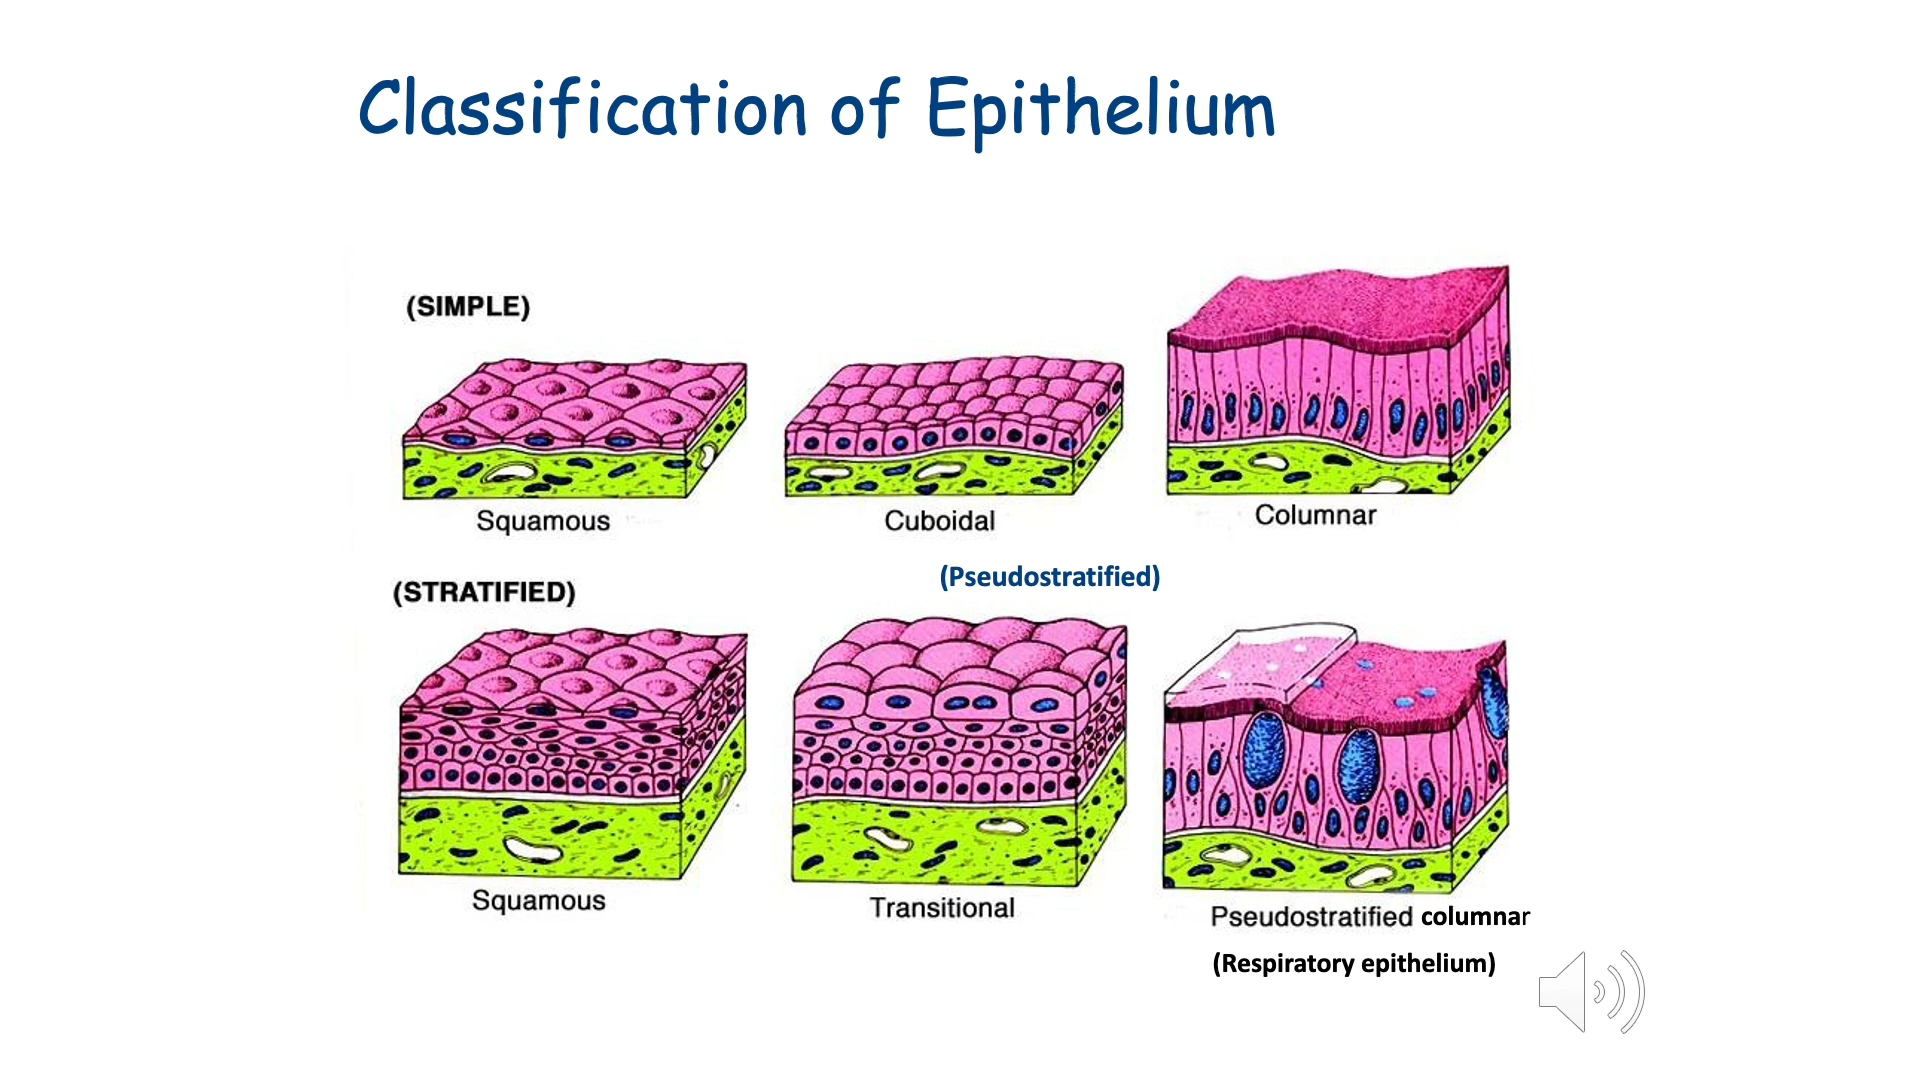 Classification of Epithelium
(SIMPLE)
Squamous
Cuboidal
Columnar
(Pseudostratified)
(STRATIFIED)
Squamous
Transitional
Pseudostratified columnar
(Respiratory epithelium)